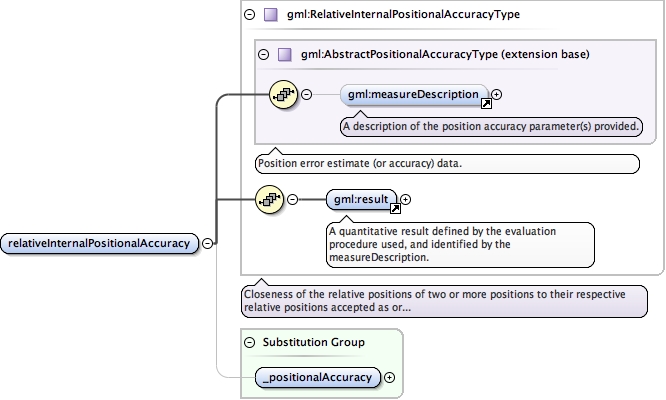 gml:RelativeInternalPositionalAccuracyType
gml:AbstractPositionalAccuracyType (extension base)
gml:measureDescription
A description of the position accuracy parameter(s) provided.
Position error estimate (or accuracy) data.
gml:result
A quantitative result defined by the evaluation
procedure used, and identified by the
measureDescription.
relativeInternalPositionalAccuracy
Closeness of the relative positions of two or more positions to their respective
relative positions accepted as or...
Substitution Group
_positionalAccuracy